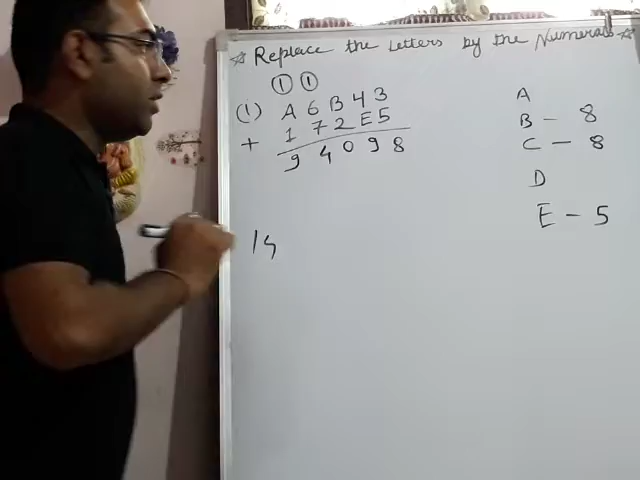 ☆ Replace the Letters by the Numerals ☆
① ①
(1) A 6 B 4 3
+ 1 7 2 E 5
9 4 0 9 8
14
A
B - 8
C - 8
D
E - 5